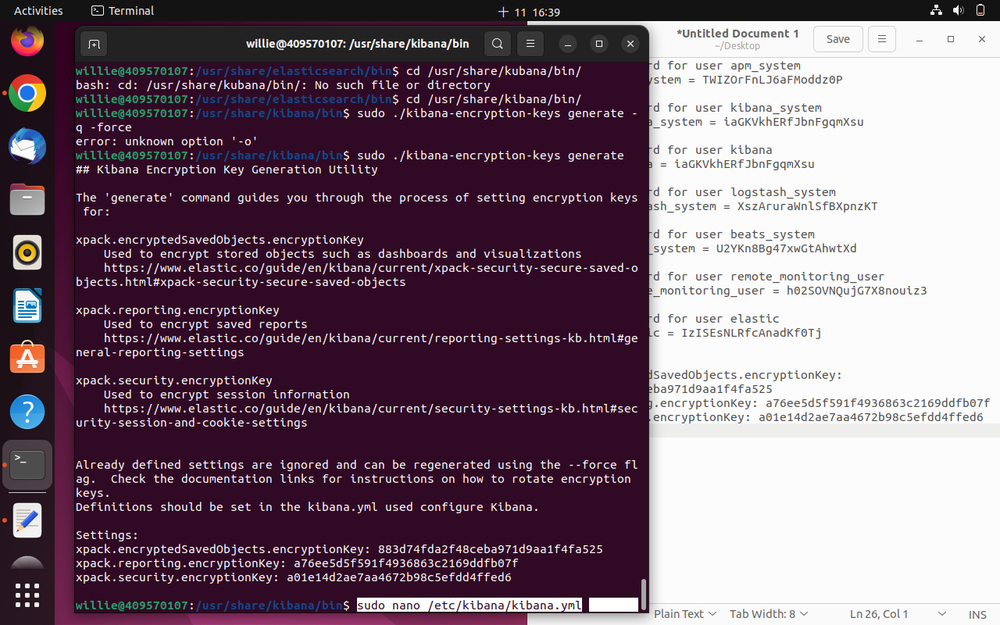 Activities
Terminal
11 16:39
willie@409570107: /usr/share/kibana/bin
willie@409570107:/usr/share/elasticsearch/bin$ cd /usr/share/kubana/bin/
bash: cd: /usr/share/kubana/bin/: No such file or directory
willie@409570107:/usr/share/elasticsearch/bin$ cd /usr/share/kibana/bin/
willie@409570107:/usr/share/kibana/bin$ sudo ./kibana-encryption-keys generate -
q -force
error: unknown option '-o'
willie@409570107:/usr/share/kibana/bin$ sudo ./kibana-encryption-keys generate
## Kibana Encryption Key Generation Utility
The 'generate' command guides you through the process of setting encryption keys
for:
xpack.encryptedSavedObjects.encryptionKey
Used to encrypt stored objects such as dashboards and visualizations
https://www.elastic.co/guide/en/kibana/current/xpack-security-secure-saved-o
bjects.html#xpack-security-secure-saved-objects
xpack.reporting.encryptionKey
Used to encrypt saved reports
https://www.elastic.co/guide/en/kibana/current/reporting-settings-kb.html#ge
neral-reporting-settings
xpack.security.encryptionKey
Used to encrypt session information
https://www.elastic.co/guide/en/kibana/current/security-settings-kb.html#sec
urity-session-and-cookie-settings
Already defined settings are ignored and can be regenerated using the --force fl
ag.  Check the documentation links for instructions on how to rotate encryption
keys.
Definitions should be set in the kibana.yml used configure Kibana.
Settings:
xpack.encryptedSavedObjects.encryptionKey: 883d74fda2f48ceba971d9aa1f4fa525
xpack.reporting.encryptionKey: a76ee5d5f591f4936863c2169ddfb07f
xpack.security.encryptionKey: a01e14d2ae7aa4672b98c5efdd4ffed6
willie@409570107:/usr/share/kibana/bin$ sudo nano /etc/kibana/kibana.yml
*Untitled Document 1
~/Desktop
Save
rd for user apm_system
ystem = TWIZOrFnLJ6aFModdz0P
rd for user kibana_system
a_system = iaGKVkhERfJbnFgqmXsu
rd for user kibana
a = iaGKVkhERfJbnFgqmXsu
rd for user logstash_system
ash_system = XszAruraWnlSfBXpnzKT
rd for user beats_system
_system = U2YKn8Bg47xwGtAhwtXd
rd for user remote_monitoring_user
e_monitoring_user = h02SOVNQujG7X8nouiz3
rd for user elastic
ic = IzISEsNLRfcAnadKf0Tj
dSavedObjects.encryptionKey:
eba971d9aa1f4fa525
g.encryptionKey: a76ee5d5f591f4936863c2169ddfb07f
.encryptionKey: a01e14d2ae7aa4672b98c5efdd4ffed6
Plain Text
Tab Width: 8
Ln 26, Col 1
INS